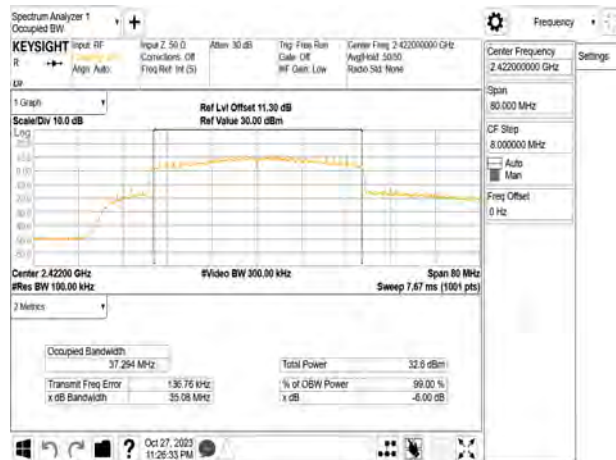 Spectrum Analyzer 1
Occupied BW
Frequency
KEYSIGHT
Input: RF
Align: Auto
Input Z: 50 Ω
Corrections: Off
Freq Ref: Int (S)
Atten: 30 dB
Trig: Free Run
Gate: Off
#IF Gain: Low
Center Freq: 2.422000000 GHz
Avg|Hold: 50/50
Radio Std: None
R
Center Frequency
2.422000000 GHz
Settings
Span
80.000 MHz
CF Step
8.000000 MHz
Auto
Man
Freq Offset
0 Hz
1 Graph
Scale/Div 10.0 dB
Ref Lvl Offset 11.30 dB
Ref Value 30.00 dBm
Log
Center 2.42200 GHz
#Res BW 100.00 kHz
#Video BW 300.00 kHz
Span 80 MHz
Sweep 7.67 ms (1001 pts)
2 Metrics
Occupied Bandwidth
37.294 MHz
Total Power
32.6 dBm
Transmit Freq Error
136.76 kHz
% of OBW Power
99.00 %
x dB Bandwidth
35.08 MHz
x dB
-6.00 dB
?
Oct 27, 2023
11:26:33 PM